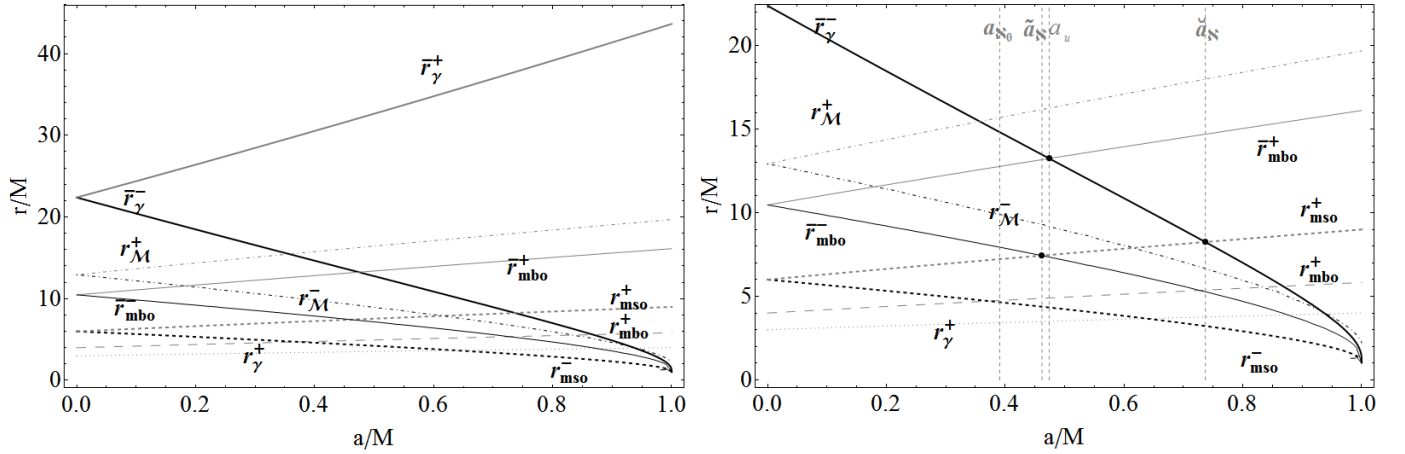 r/M
40
30
20
10
0
r̄γ⁺
r̄γ⁻
r𝓜⁺
r𝓜⁻
r̄mbo⁺
r̄mbo⁻
rmso⁺
rmbo⁺
rγ⁺
rmso⁻
0.0 0.2 0.4 0.6 0.8 1.0
a/M
r/M
20
15
10
5
0
r̄γ⁻
aℵ₀ ãℵ aᵤ ăℵ
r𝓜⁺
r̄mbo⁺
r𝓜⁻
rmso⁺
r̄mbo⁻
rmbo⁺
rγ⁺
rmso⁻
0.0 0.2 0.4 0.6 0.8 1.0
a/M